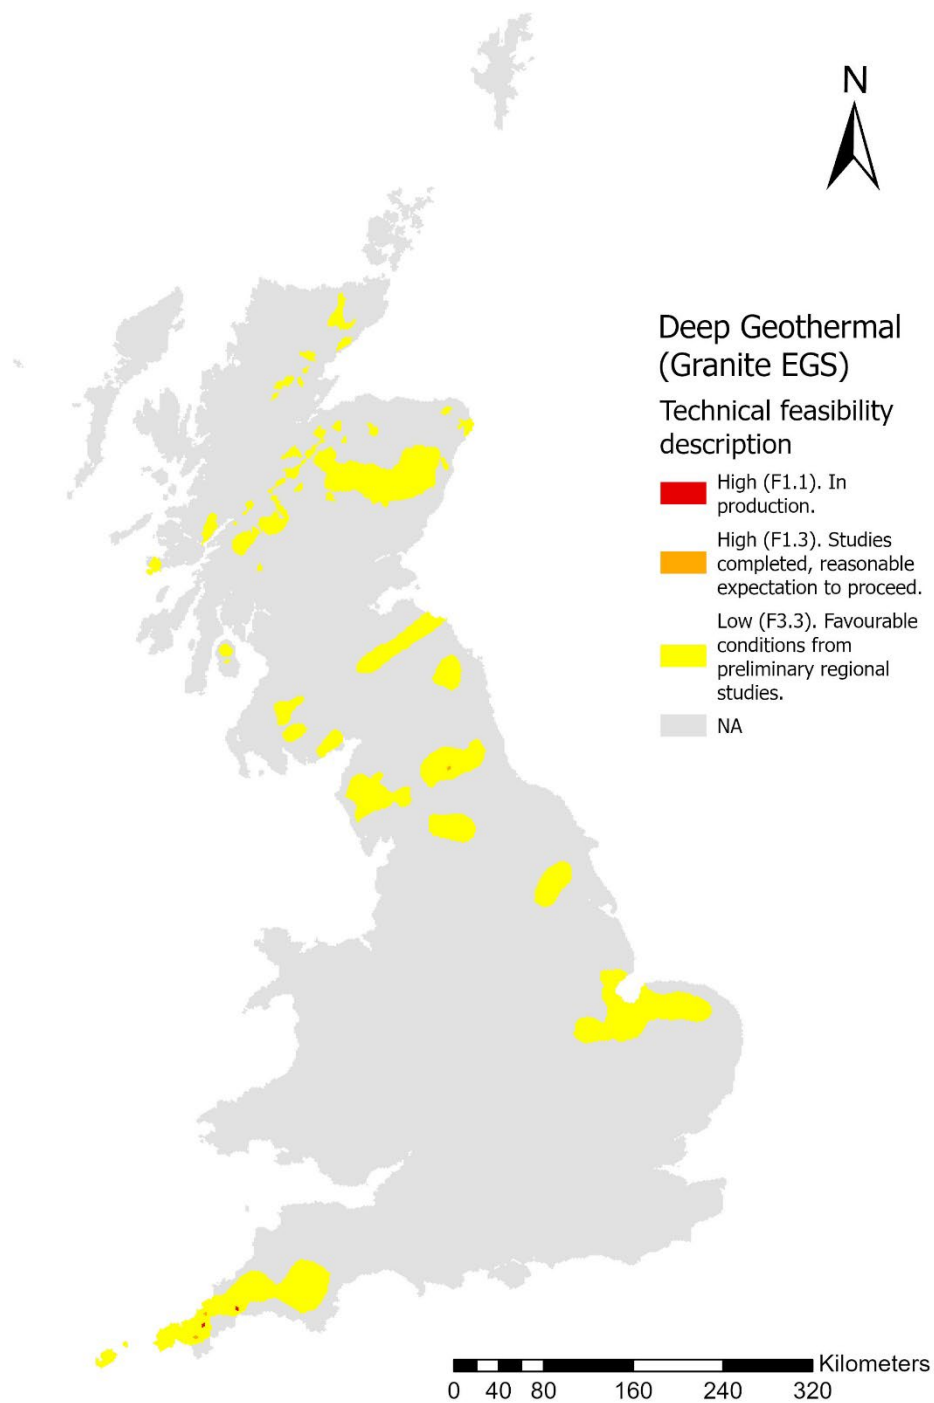 N
Deep Geothermal
(Granite EGS)
Technical feasibility
description
High (F1.1). In
production.
High (F1.3). Studies
completed, reasonable
expectation to proceed.
Low (F3.3). Favourable
conditions from
preliminary regional
studies.
NA
Kilometers
0 40 80 160 240 320